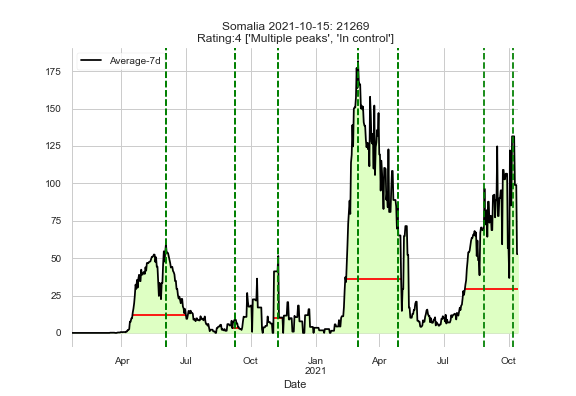 Somalia 2021-10-15: 21269
Rating:4 ['Multiple peaks', 'In control']
Average-7d
175
150
125
100
75
50
25
0
Apr Jul Oct Jan Apr Jul Oct
2021
Date